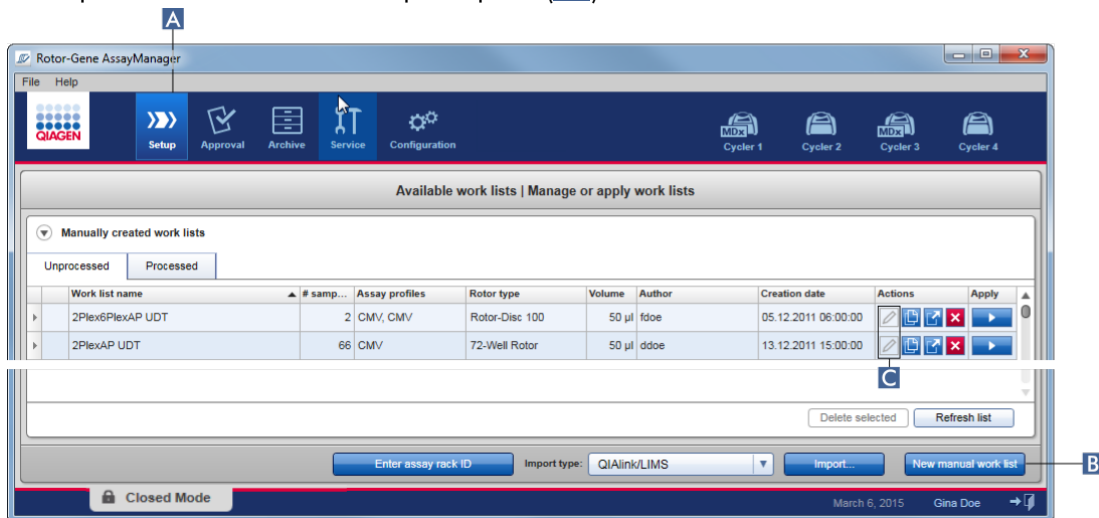 A
Rotor-Gene AssayManager
File Help
QIAGEN
Setup Approval Archive Service Configuration
MDx MDx
Cycler 1 Cycler 2 Cycler 3 Cycler 4
Available work lists | Manage or apply work lists
Manually created work lists
Unprocessed Processed
Work list name # samp... Assay profiles Rotor type Volume Author Creation date Actions Apply
2Plex6PlexAP UDT 2 CMV, CMV Rotor-Disc 100 50 µl fdoe 05.12.2011 06:00:00
2PlexAP UDT 66 CMV 72-Well Rotor 50 µl ddoe 13.12.2011 15:00:00
C
Delete selected Refresh list
Enter assay rack ID Import type: QIAlink/LIMS Import... New manual work list B
Closed Mode March 6, 2015 Gina Doe